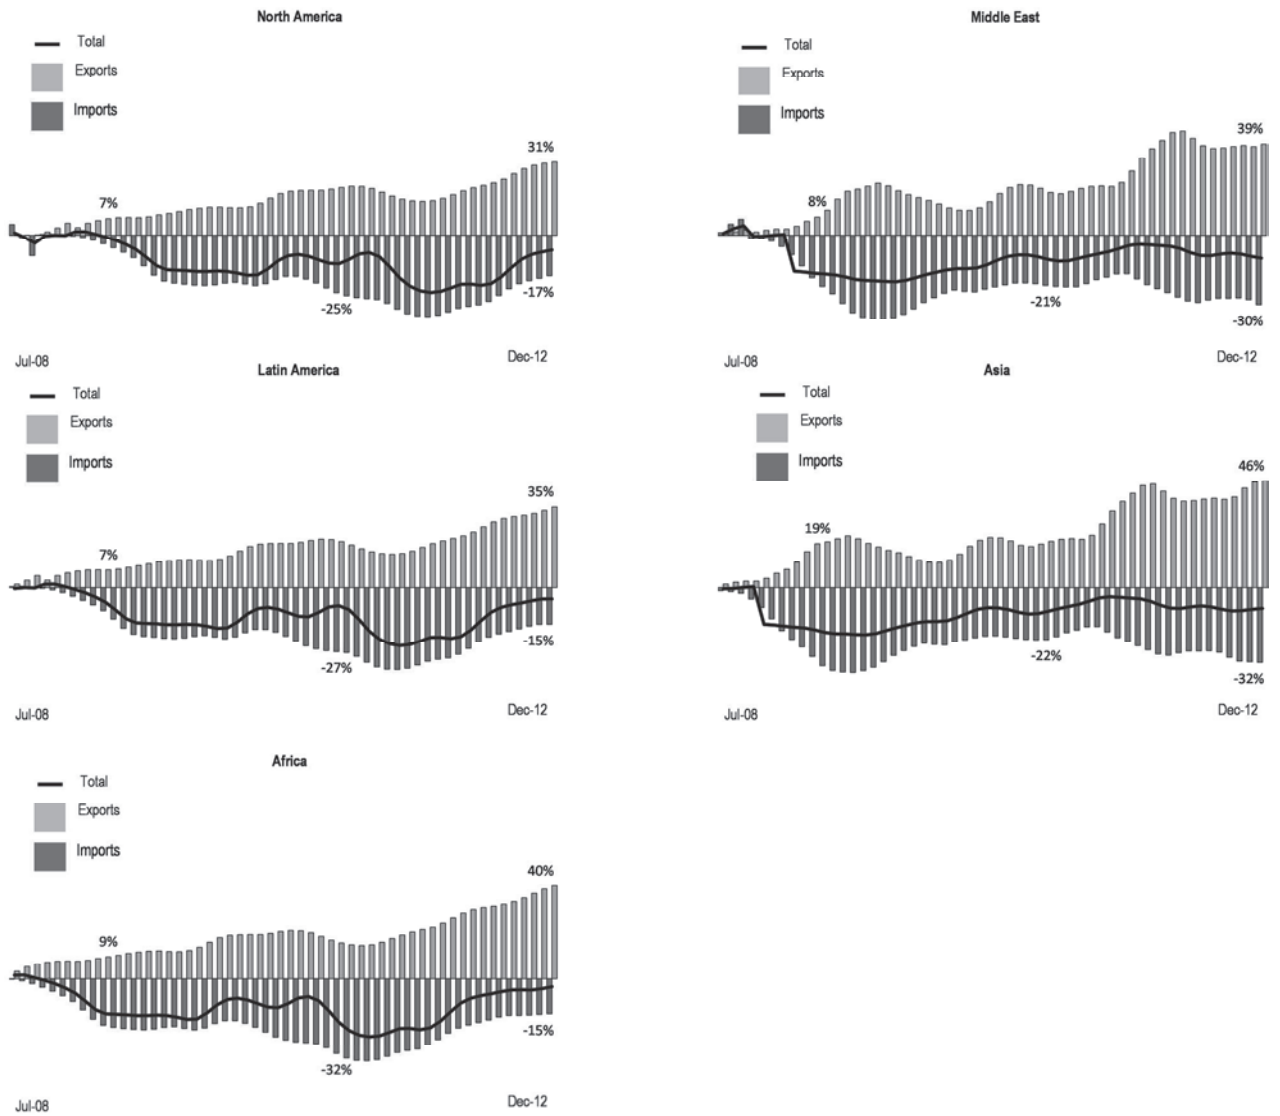 North America
Total
Exports
Imports
31%
7%
-17%
-25%
Jul-08
Dec-12
Middle East
Total
Exports
Imports
39%
8%
-21%
-30%
Jul-08
Dec-12
Latin America
Total
Exports
Imports
35%
7%
-15%
-27%
Jul-08
Dec-12
Asia
Total
Exports
Imports
46%
19%
-22%
-32%
Jul-08
Dec-12
Africa
Total
Exports
Imports
40%
9%
-15%
-32%
Jul-08
Dec-12